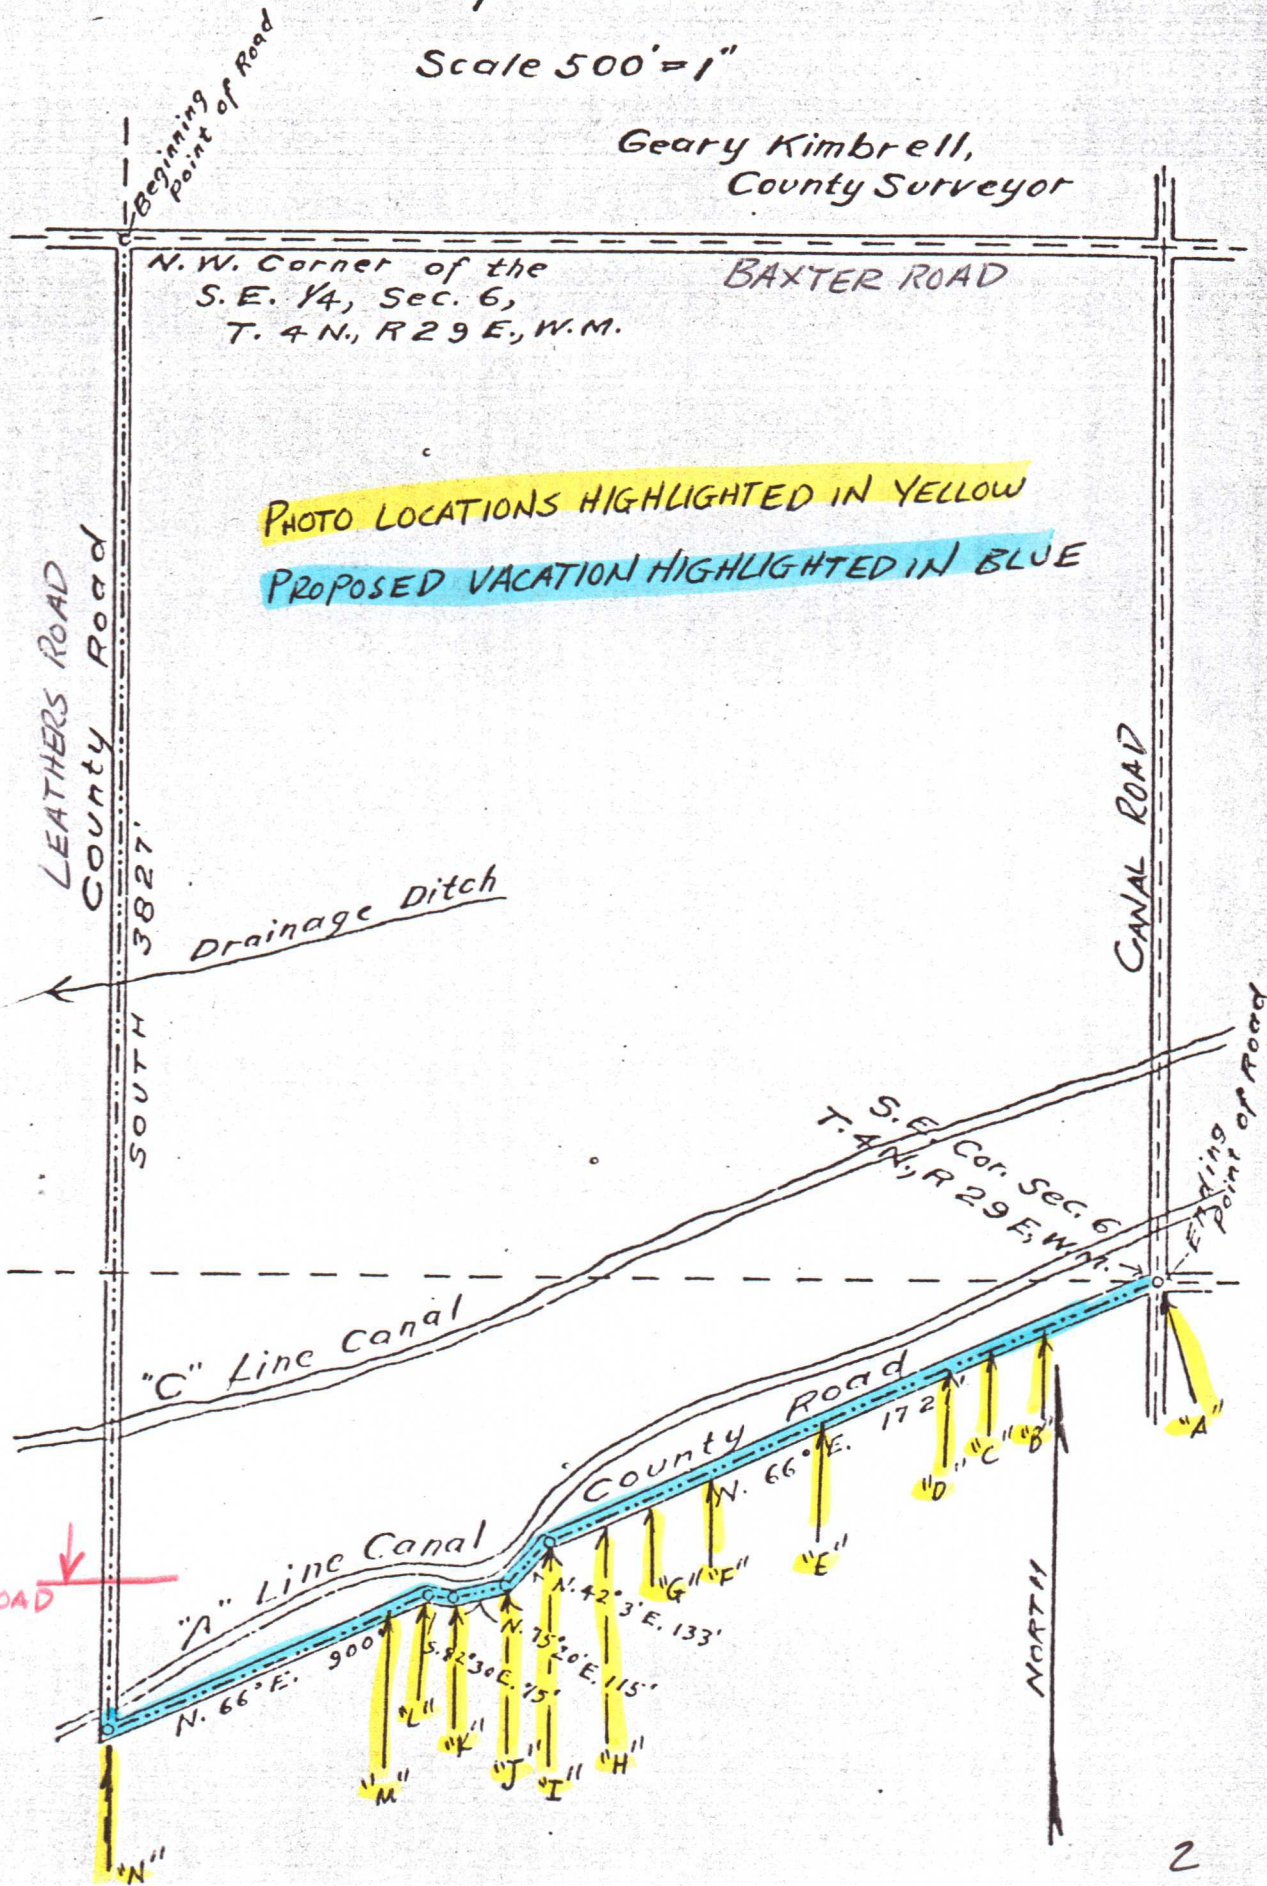 Scale 500' = 1"
Beginning
Point of Road
Geary Kimbrell,
County Surveyor
N.W. Corner of the
S.E. 1/4, Sec. 6,
T. 4 N., R 29 E., W.M.
BAXTER ROAD
PHOTO LOCATIONS HIGHLIGHTED IN YELLOW
PROPOSED VACATION HIGHLIGHTED IN BLUE
LEATHERS ROAD
County Road
SOUTH 3827'
Drainage Ditch
CANAL ROAD
S.E. Cor. Sec. 6
T. 4 N., R 29 E, W.M.
Ending
Point of Road
"C" Line Canal
"A" Line Canal
County Road
N. 66° E. 172
N. 42° 3' E. 133'
N. 75° 20' E. 115'
S. 82° 30 E. 75'
N. 66° E. 900'
OAD
"A"
"B"
"C"
"D"
"E"
"F"
"G"
"H"
"I"
"J"
"K"
"L"
"M"
"N"
NORTH
2